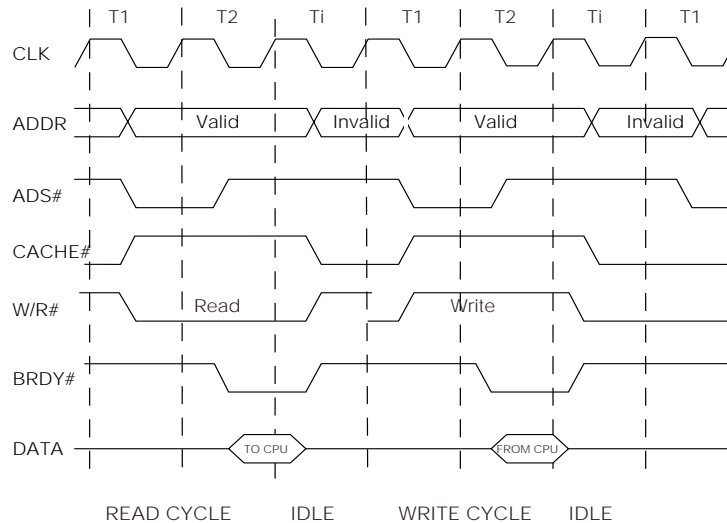 T1 T2 Ti T1 T2 Ti T1
CLK
ADDR Valid Invalid Valid Invalid
ADS#
CACHE#
W/R# Read Write
BRDY#
DATA TO CPU FROM CPU
READ CYCLE IDLE WRITE CYCLE IDLE